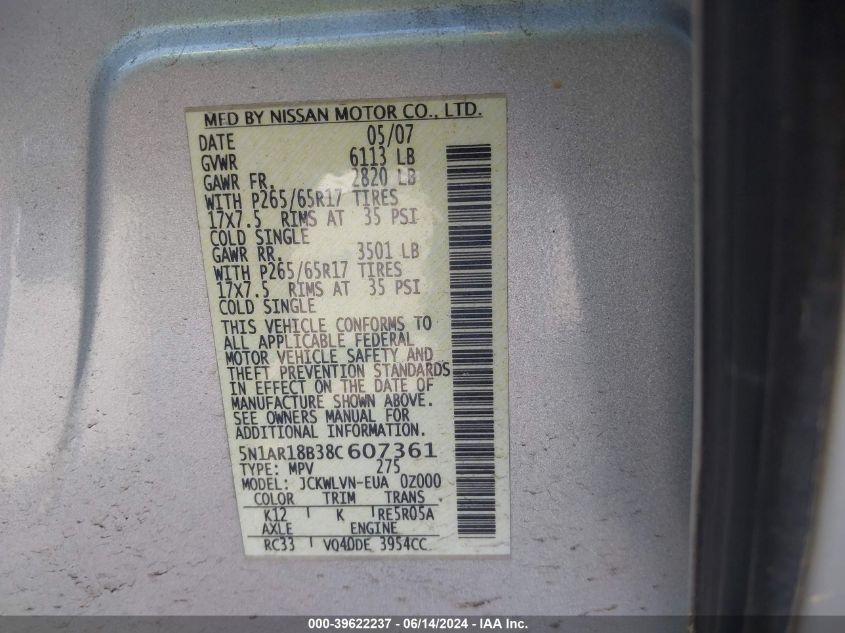 MFD BY NISSAN MOTOR CO., LTD.
DATE 05/07
GVWR 6113 LB
GAWR FR. 2820 LB
WITH P265/65R17 TIRES
17X7.5 RIMS AT 35 PSI
COLD SINGLE
GAWR RR. 3501 LB
WITH P265/65R17 TIRES
17X7.5 RIMS AT 35 PSI
COLD SINGLE
THIS VEHICLE CONFORMS TO
ALL APPLICABLE FEDERAL
MOTOR VEHICLE SAFETY AND
THEFT PREVENTION STANDARDS
IN EFFECT ON THE DATE OF
MANUFACTURE SHOWN ABOVE.
SEE OWNERS MANUAL FOR
ADDITIONAL INFORMATION.
5N1AR18B38C607361
TYPE: MPV 275
MODEL: JCKWLVN-EUA 0Z000
COLOR TRIM TRANS
K12 K RE5R05A
AXLE ENGINE
RC33 VQ40DE 3954CC
000-39622237 - 06/14/2024 - IAA Inc.